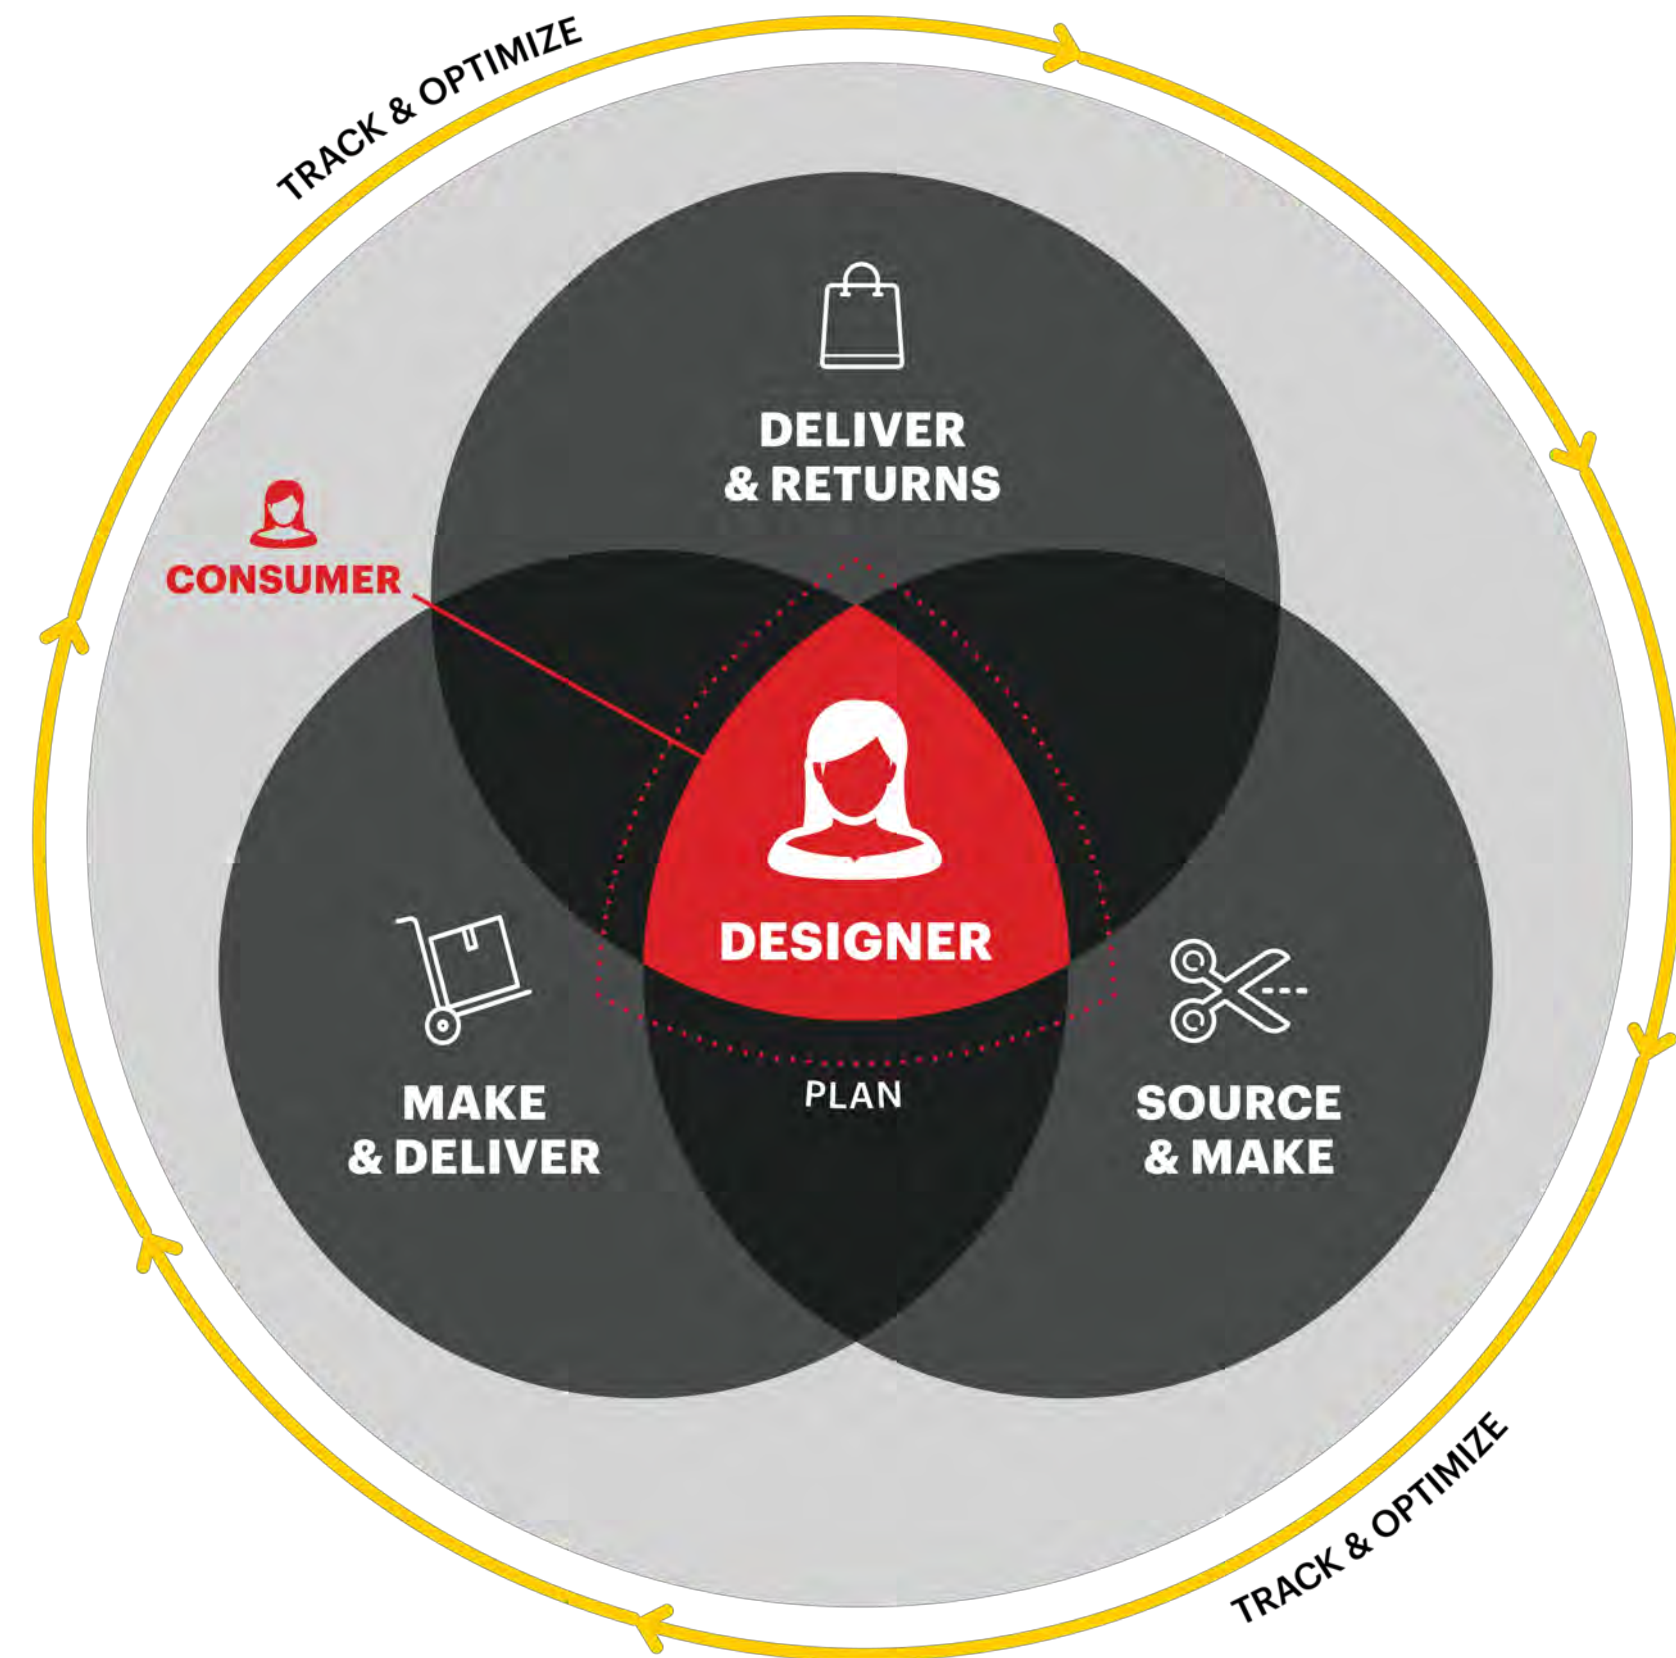 TRACK & OPTIMIZE
DELIVER
& RETURNS
CONSUMER
DESIGNER
MAKE
& DELIVER
PLAN
SOURCE
& MAKE
TRACK & OPTIMIZE